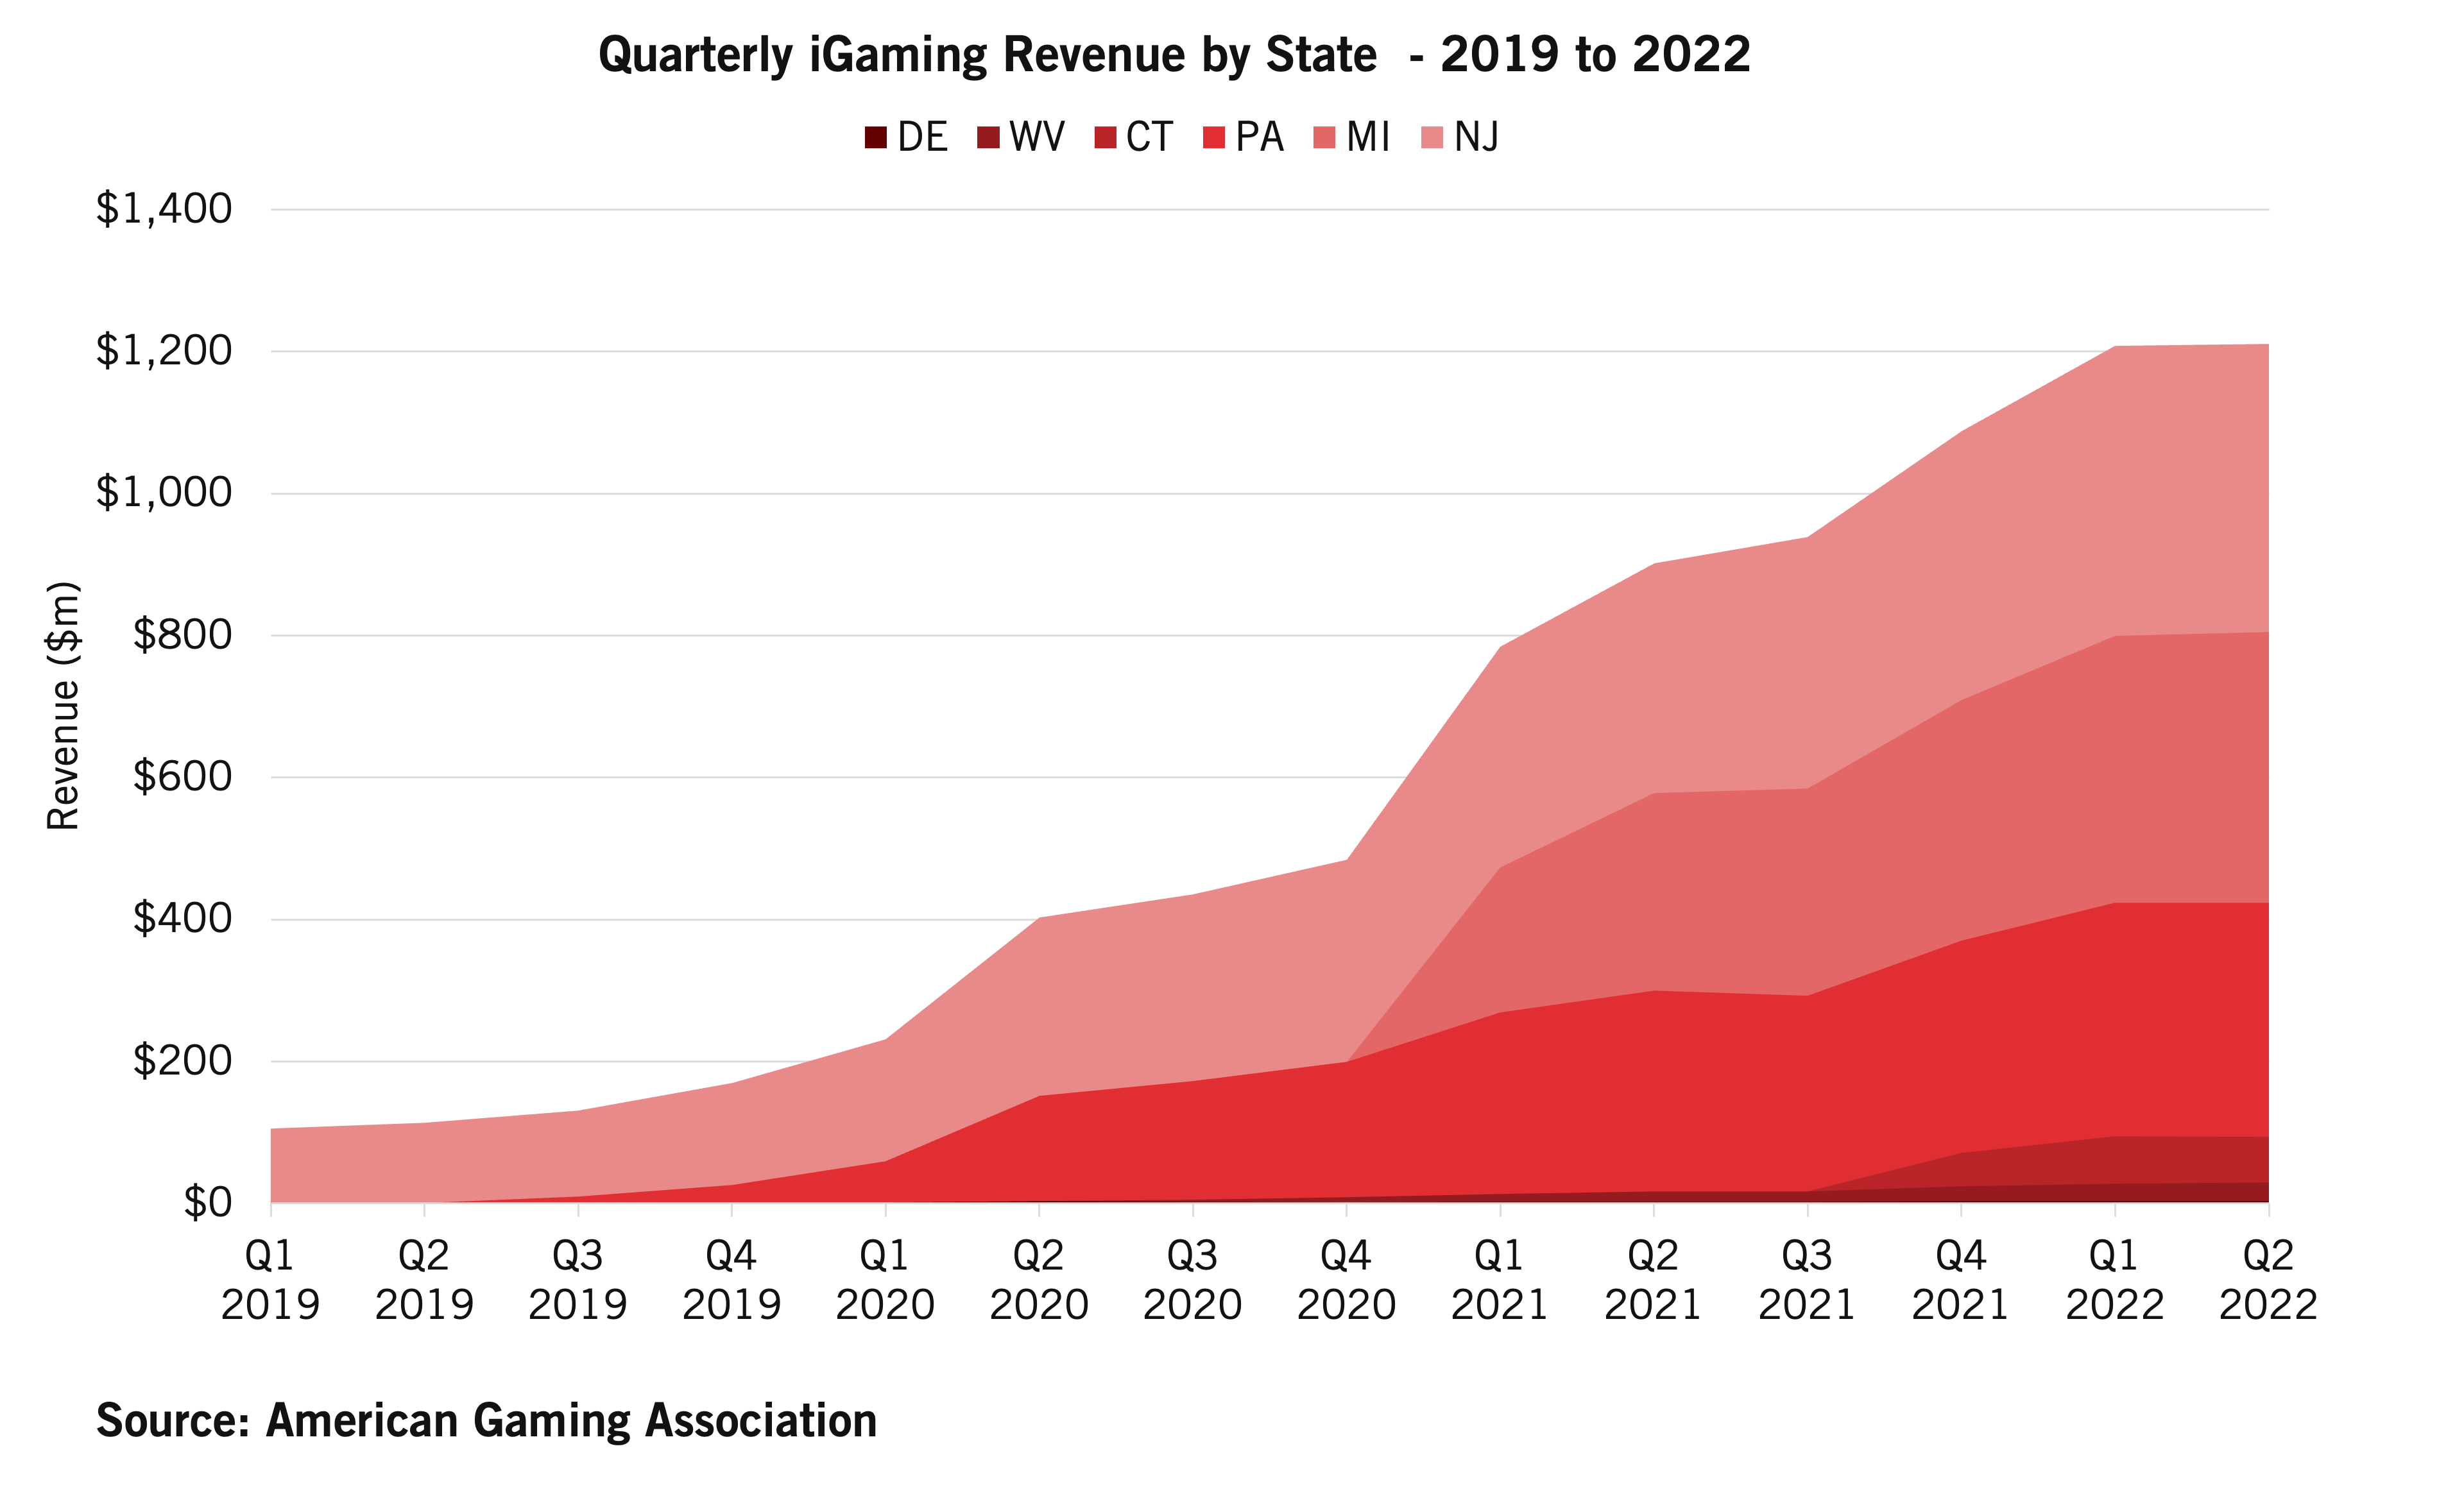 Quarterly iGaming Revenue by State - 2019 to 2022
DE WV CT PA MI NJ
$1,400
$1,200
$1,000
$800
$600
$400
$200
$0
Revenue ($m)
Q1 Q2 Q3 Q4 Q1 Q2 Q3 Q4 Q1 Q2 Q3 Q4 Q1 Q2
2019 2019 2019 2019 2020 2020 2020 2020 2021 2021 2021 2021 2022 2022
Source: American Gaming Association